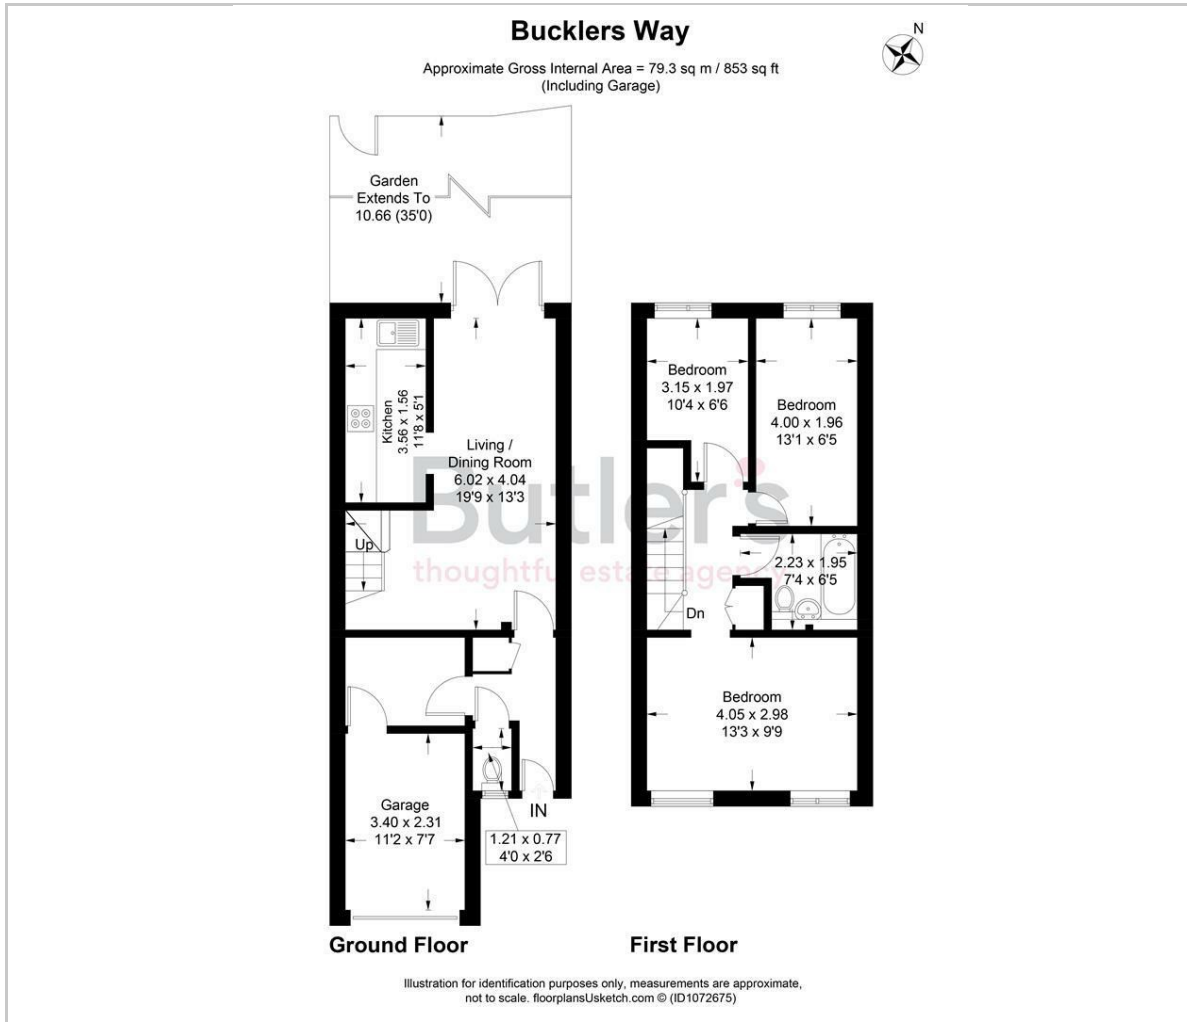 Bucklers Way
Approximate Gross Internal Area = 79.3 sq m / 853 sq ft
(Including Garage)
N
Garden
Extends To
10.66 (35'0)
Kitchen
3.56 x 1.56
11'8 x 5'1
Living /
Dining Room
6.02 x 4.04
19'9 x 13'3
Up
Garage
3.40 x 2.31
11'2 x 7'7
IN
1.21 x 0.77
4'0 x 2'6
Bedroom
3.15 x 1.97
10'4 x 6'6
Bedroom
4.00 x 1.96
13'1 x 6'5
2.23 x 1.95
7'4 x 6'5
Dn
Bedroom
4.05 x 2.98
13'3 x 9'9
Butler's
thoughtful estate agency
Ground Floor
First Floor
Illustration for identification purposes only, measurements are approximate,
not to scale. floorplansUsketch.com © (ID1072675)